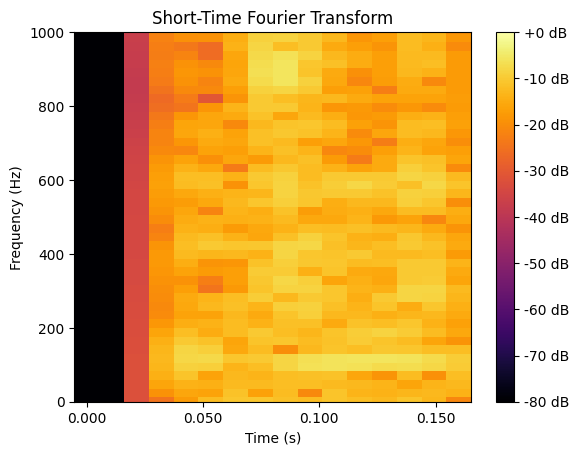 Short-Time Fourier Transform
1000
800
600
400
200
0
Frequency (Hz)
0.000
0.050
0.100
0.150
Time (s)
+0 dB
-10 dB
-20 dB
-30 dB
-40 dB
-50 dB
-60 dB
-70 dB
-80 dB